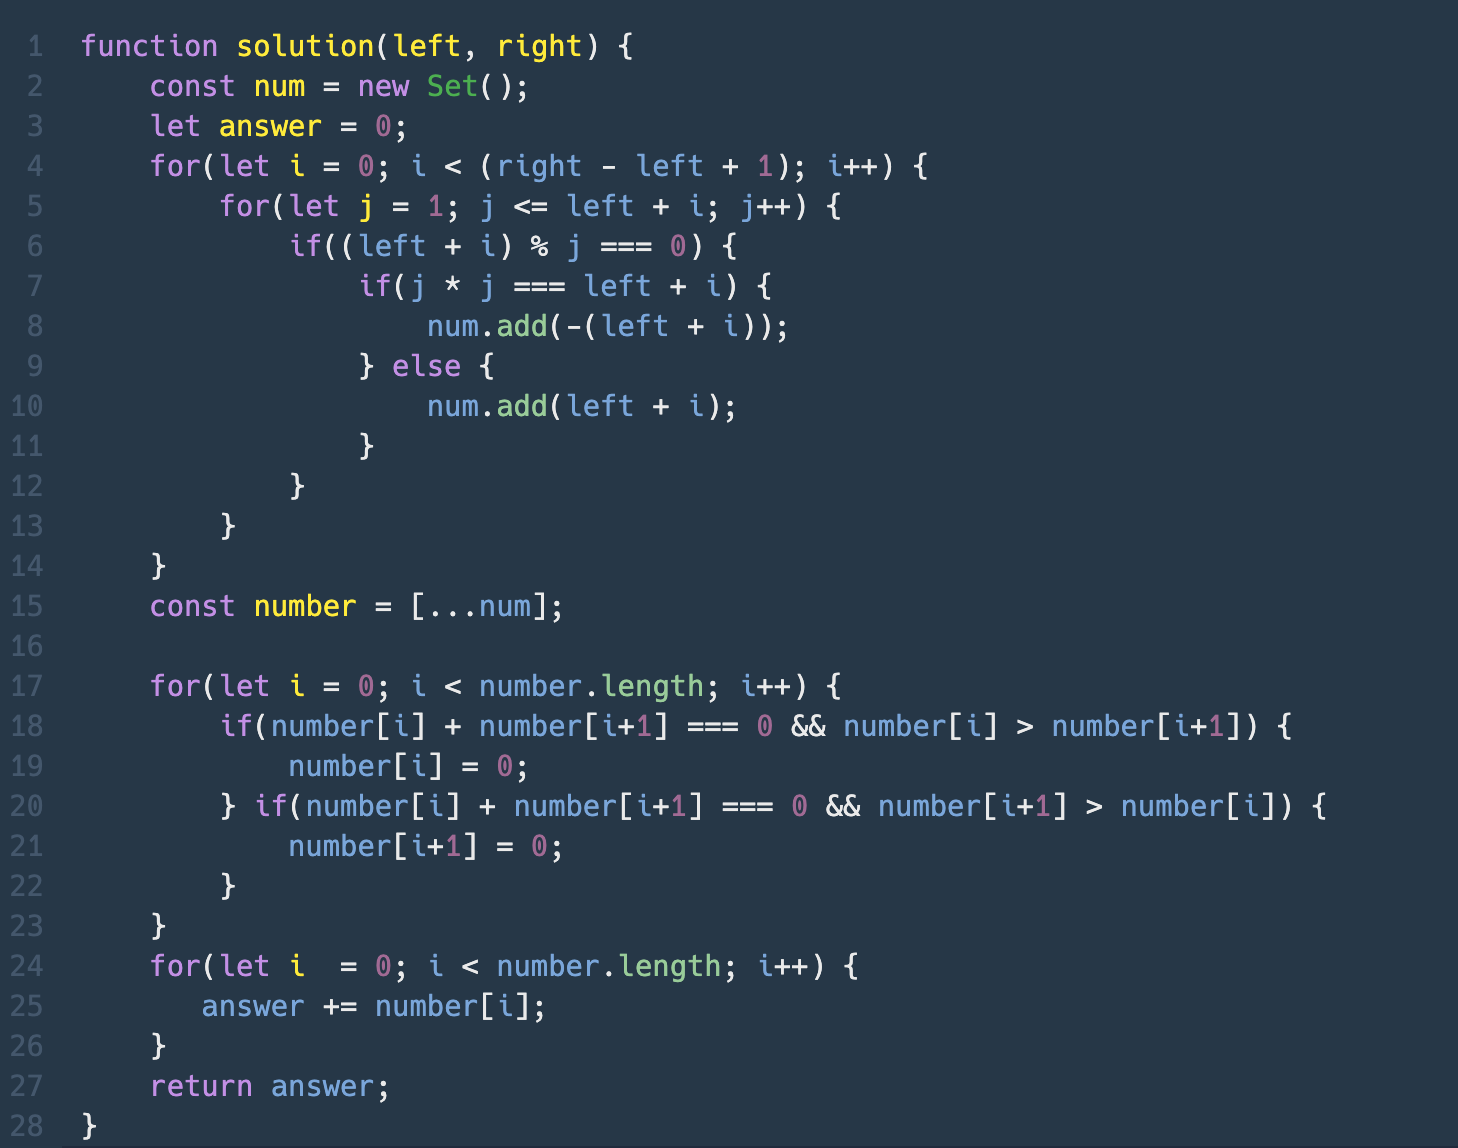 1 function solution(left, right) {
2     const num = new Set();
3     let answer = 0;
4     for(let i = 0; i < (right - left + 1); i++) {
5         for(let j = 1; j <= left + i; j++) {
6             if((left + i) % j === 0) {
7                 if(j * j === left + i) {
8                     num.add(-(left + i));
9                 } else {
10                     num.add(left + i);
11                 }
12             }
13         }
14     }
15     const number = [...num];
16
17     for(let i = 0; i < number.length; i++) {
18         if(number[i] + number[i+1] === 0 && number[i] > number[i+1]) {
19             number[i] = 0;
20         } if(number[i] + number[i+1] === 0 && number[i+1] > number[i]) {
21             number[i+1] = 0;
22         }
23     }
24     for(let i  = 0; i < number.length; i++) {
25        answer += number[i];
26     }
27     return answer;
28 }